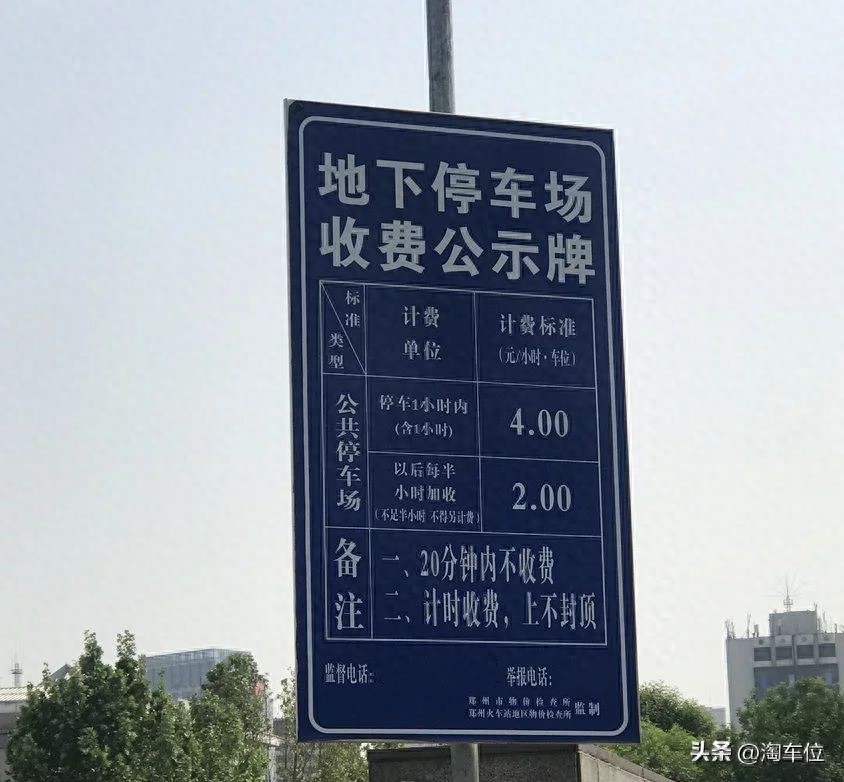 地下停车场
收费公示牌
标准
类型
计费
单位
计费标准
(元/小时·车位)
公共停车场
停车1小时内
(含1小时)
4.00
以后每半
小时加收
(不足半小时 不得另计费)
2.00
备注
一、20分钟内不收费
二、计时收费，上不封顶
监督电话:
举报电话:
郑州市物价检查所
郑州火车站地区物价检查所
监制
头条 @淘车位